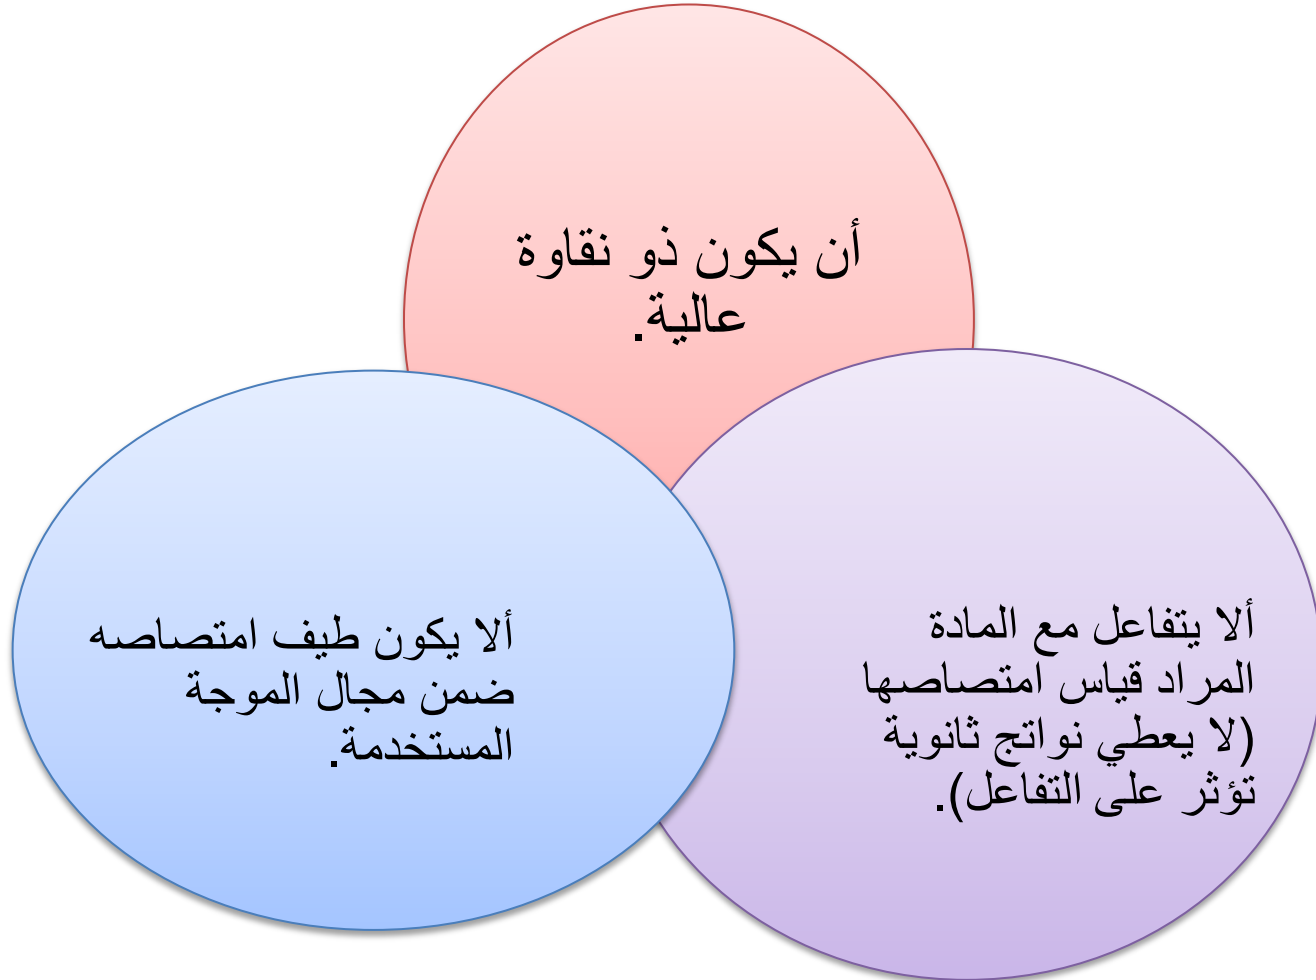 أن يكون ذو نقاوة
عالية.
ألا يتفاعل مع المادة
المراد قياس امتصاصها
(لا يعطي نواتج ثانوية
تؤثر على التفاعل).
ألا يكون طيف امتصاصه
ضمن مجال الموجة
المستخدمة.